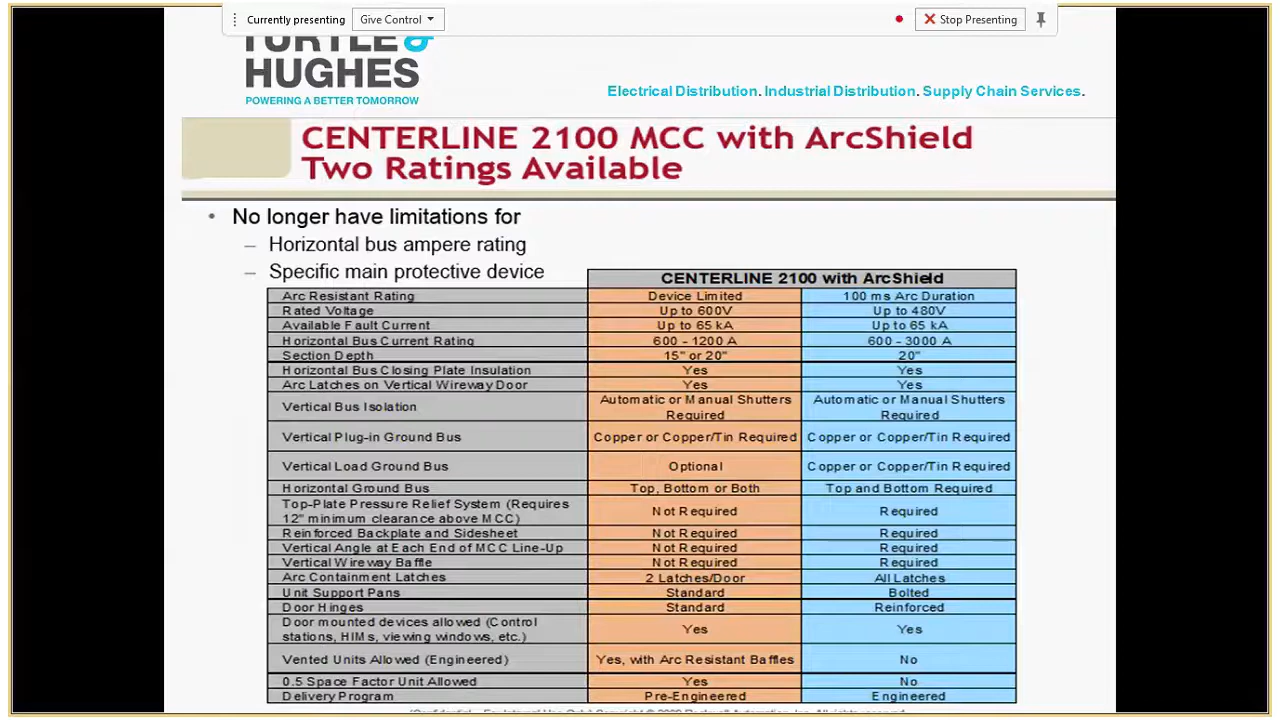 Currently presenting Give Control Stop Presenting
TURTLE &
HUGHES
POWERING A BETTER TOMORROW
Electrical Distribution. Industrial Distribution. Supply Chain Services.
CENTERLINE 2100 MCC with ArcShield
Two Ratings Available
• No longer have limitations for
– Horizontal bus ampere rating
– Specific main protective device
CENTERLINE 2100 with ArcShield
Arc Resistant Rating Device Limited 100 ms Arc Duration
Rated Voltage Up to 600V Up to 480V
Available Fault Current Up to 65 kA Up to 65 kA
Horizontal Bus Current Rating 600 - 1200 A 600 - 3000 A
Section Depth 15" or 20" 20"
Horizontal Bus Closing Plate Insulation Yes Yes
Arc Latches on Vertical Wireway Door Yes Yes
Vertical Bus Isolation Automatic or Manual Shutters Required Automatic or Manual Shutters Required
Vertical Plug-in Ground Bus Copper or Copper/Tin Required Copper or Copper/Tin Required
Vertical Load Ground Bus Optional Copper or Copper/Tin Required
Horizontal Ground Bus Top, Bottom or Both Top and Bottom Required
Top-Plate Pressure Relief System (Requires 12" minimum clearance above MCC) Not Required Required
Reinforced Backplate and Sidesheet Not Required Required
Vertical Angle at Each End of MCC Line-Up Not Required Required
Vertical Wireway Baffle Not Required Required
Arc Containment Latches 2 Latches/Door All Latches
Unit Support Pans Standard Bolted
Door Hinges Standard Reinforced
Door mounted devices allowed (Control stations, HIMs, viewing windows, etc.) Yes Yes
Vented Units Allowed (Engineered) Yes, with Arc Resistant Baffles No
0.5 Space Factor Unit Allowed Yes No
Delivery Program Pre-Engineered Engineered